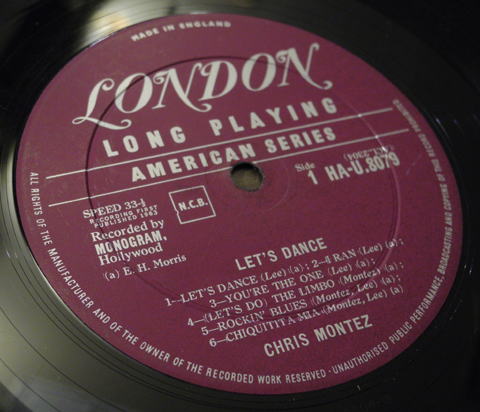 MADE IN ENGLAND
LONDON
LONG PLAYING
AMERICAN SERIES
SPEED 33⅓
RECORDING FIRST
PUBLISHED 1963
Recorded by
MONOGRAM,
Hollywood
(a) E. H. Morris
N.C.B.
Side
1
HA-U.8079
LET'S DANCE
1—LET'S DANCE (Lee) (a); 2—I RAN (Lee) (a);
3—YOU'RE THE ONE (Lee) (a);
4—(LET'S DO) THE LIMBO (Montez) (a);
5—ROCKIN' BLUES (Montez, Lee) (a);
6—CHIQUITITA MIA (Montez, Lee) (a)
CHRIS MONTEZ
ALL RIGHTS OF THE MANUFACTURER AND OF THE OWNER OF THE RECORDED WORK RESERVED · UNAUTHORISED PUBLIC PERFORMANCE, BROADCASTING AND COPYING OF THIS RECORD PROHIBITED